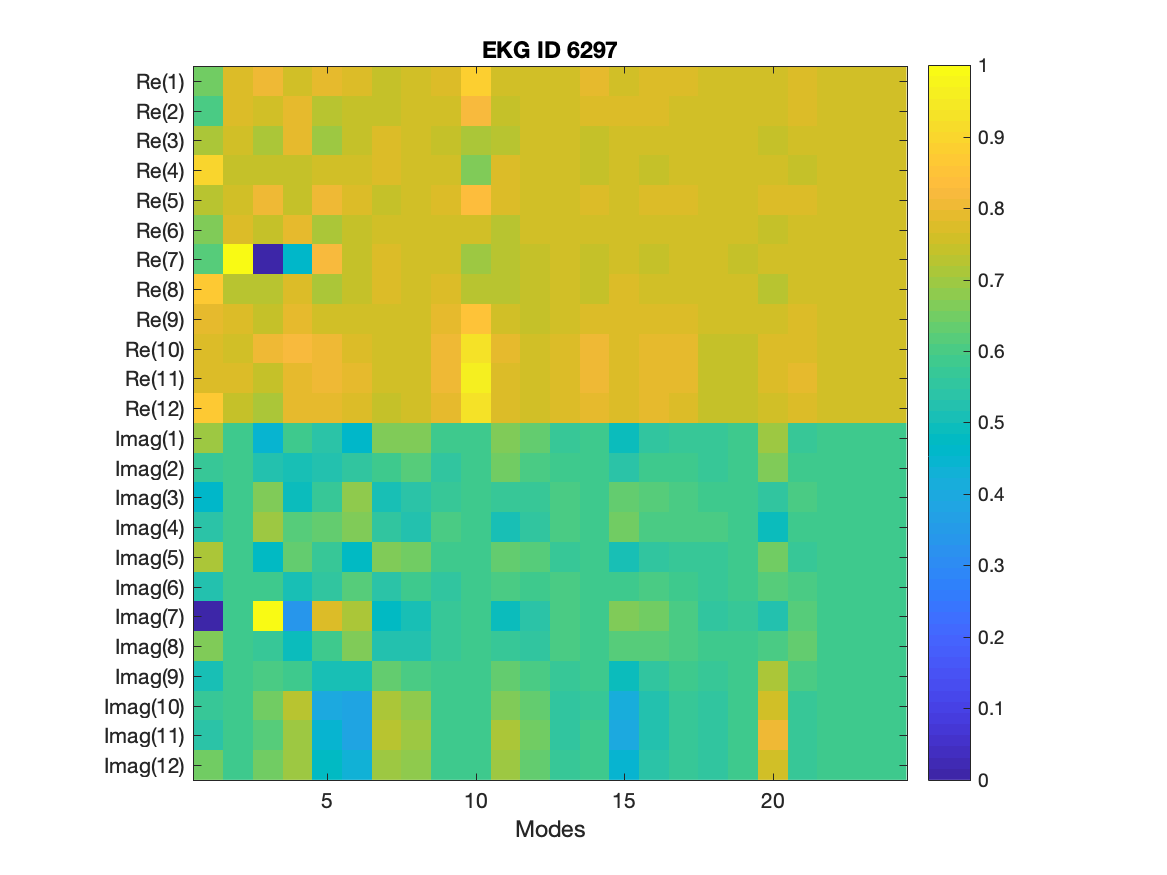 EKG ID 6297
Re(1)
Re(2)
Re(3)
Re(4)
Re(5)
Re(6)
Re(7)
Re(8)
Re(9)
Re(10)
Re(11)
Re(12)
Imag(1)
Imag(2)
Imag(3)
Imag(4)
Imag(5)
Imag(6)
Imag(7)
Imag(8)
Imag(9)
Imag(10)
Imag(11)
Imag(12)
5 10 15 20
Modes
1
0.9
0.8
0.7
0.6
0.5
0.4
0.3
0.2
0.1
0